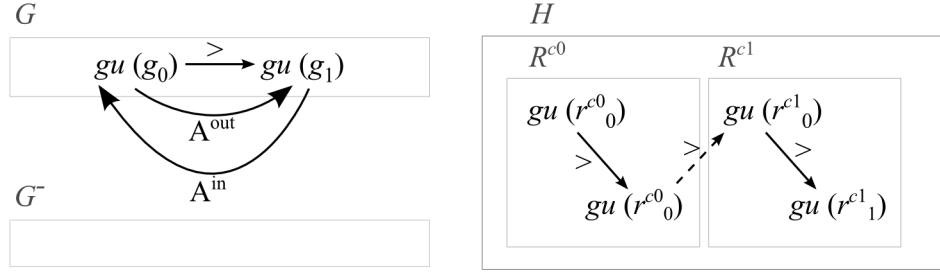 G
gu (g₀) > gu (g₁)
Aᵒᵘᵗ
Aⁱⁿ
G⁻
H
Rᶜ⁰ Rᶜ¹
gu (rᶜ⁰₀) gu (rᶜ¹₀)
> > >
gu (rᶜ⁰₀) gu (rᶜ¹₁)